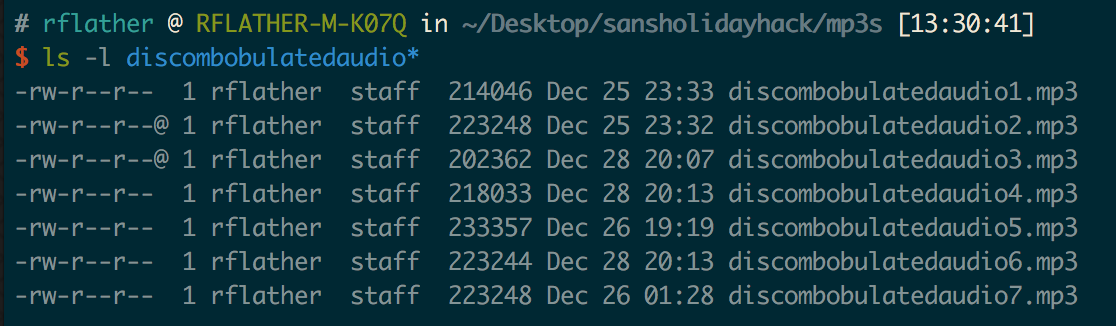 # rflather @ RFLATHER-M-K07Q in ~/Desktop/sansholidayhack/mp3s [13:30:41]
$ ls -l discombobulatedaudio*
-rw-r--r--  1 rflather  staff  214046 Dec 25 23:33 discombobulatedaudio1.mp3
-rw-r--r--@ 1 rflather  staff  223248 Dec 25 23:32 discombobulatedaudio2.mp3
-rw-r--r--@ 1 rflather  staff  202362 Dec 28 20:07 discombobulatedaudio3.mp3
-rw-r--r--  1 rflather  staff  218033 Dec 28 20:13 discombobulatedaudio4.mp3
-rw-r--r--  1 rflather  staff  233357 Dec 26 19:19 discombobulatedaudio5.mp3
-rw-r--r--  1 rflather  staff  223244 Dec 28 20:13 discombobulatedaudio6.mp3
-rw-r--r--  1 rflather  staff  223248 Dec 26 01:28 discombobulatedaudio7.mp3